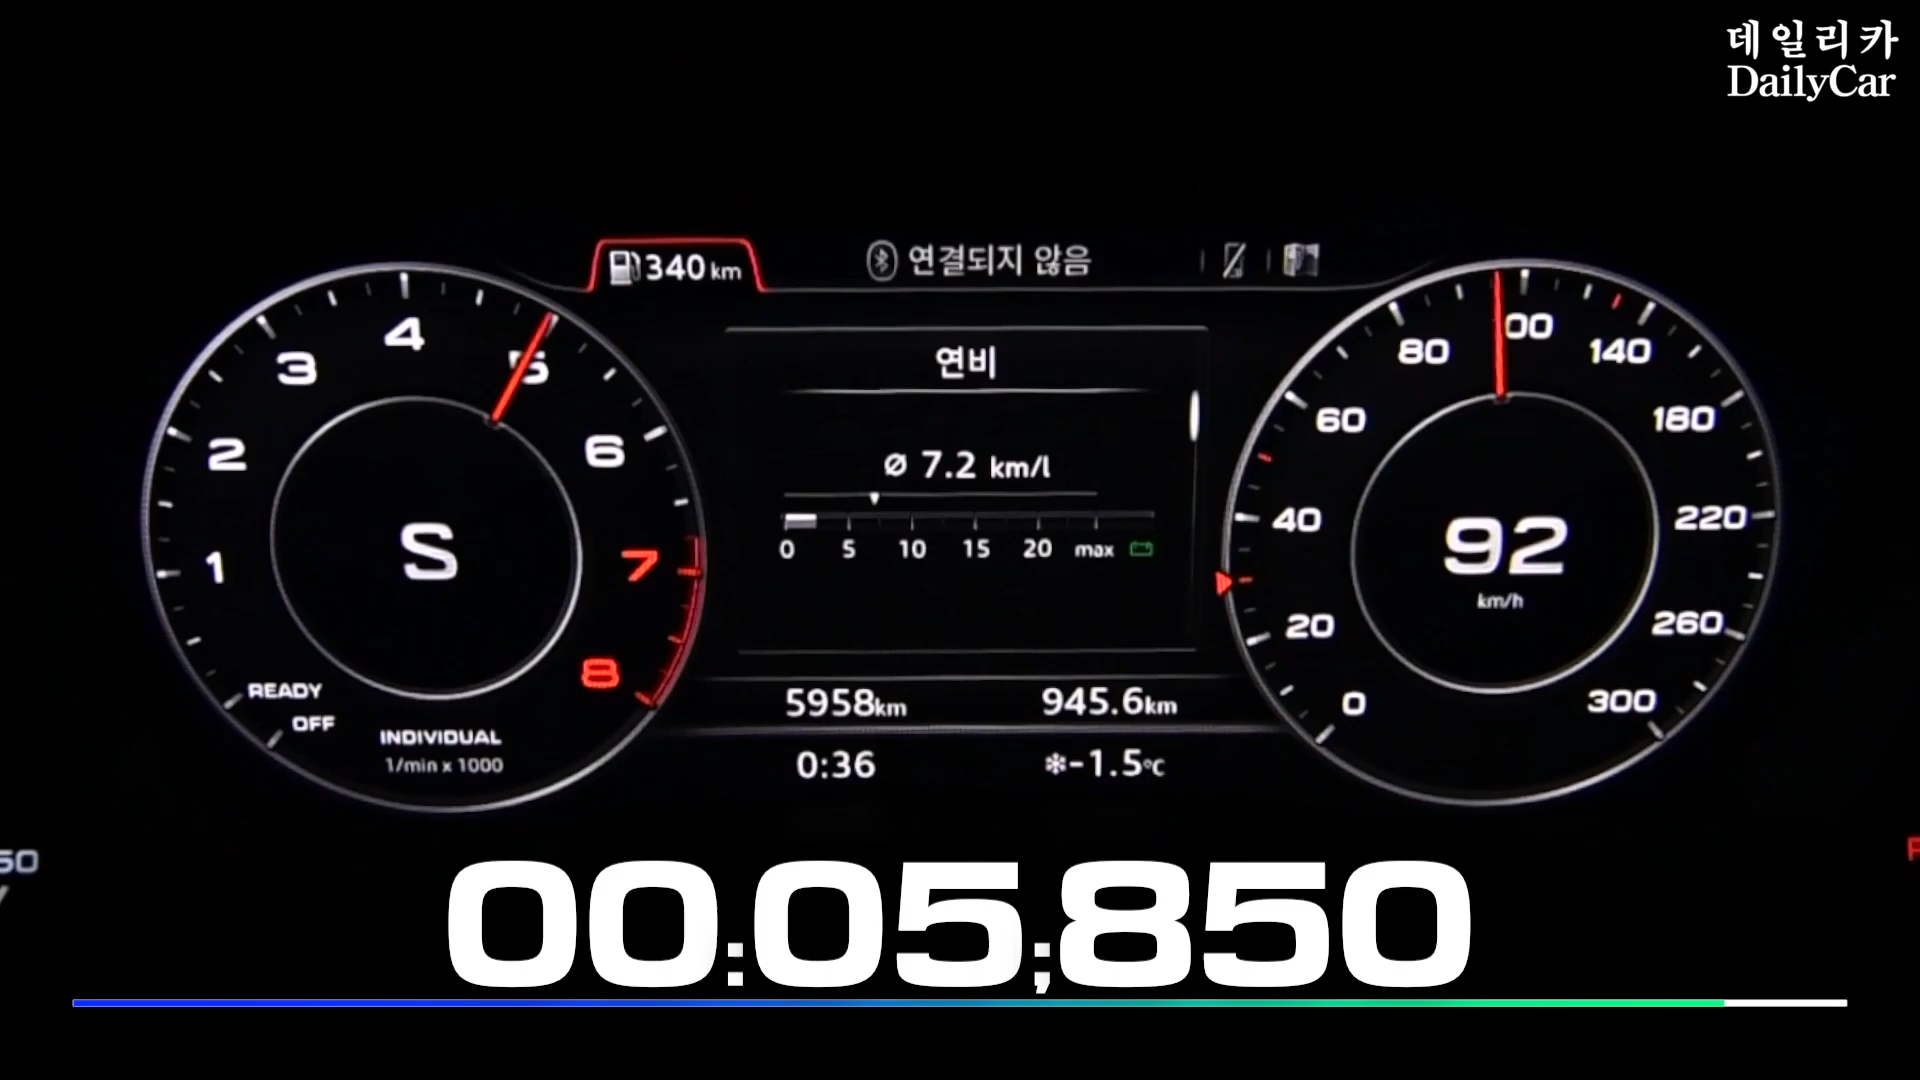 데일리카
DailyCar
340 km
연결되지 않음
연비
ø 7.2 km/l
0 5 10 15 20 max
1 2 3 4 5 6 7 8
S
READY
OFF
INDIVIDUAL
1/min x 1000
5958km
945.6km
0:36
-1.5°C
0 20 40 60 80 100 140 180 220 260 300
92
km/h
00:05;850